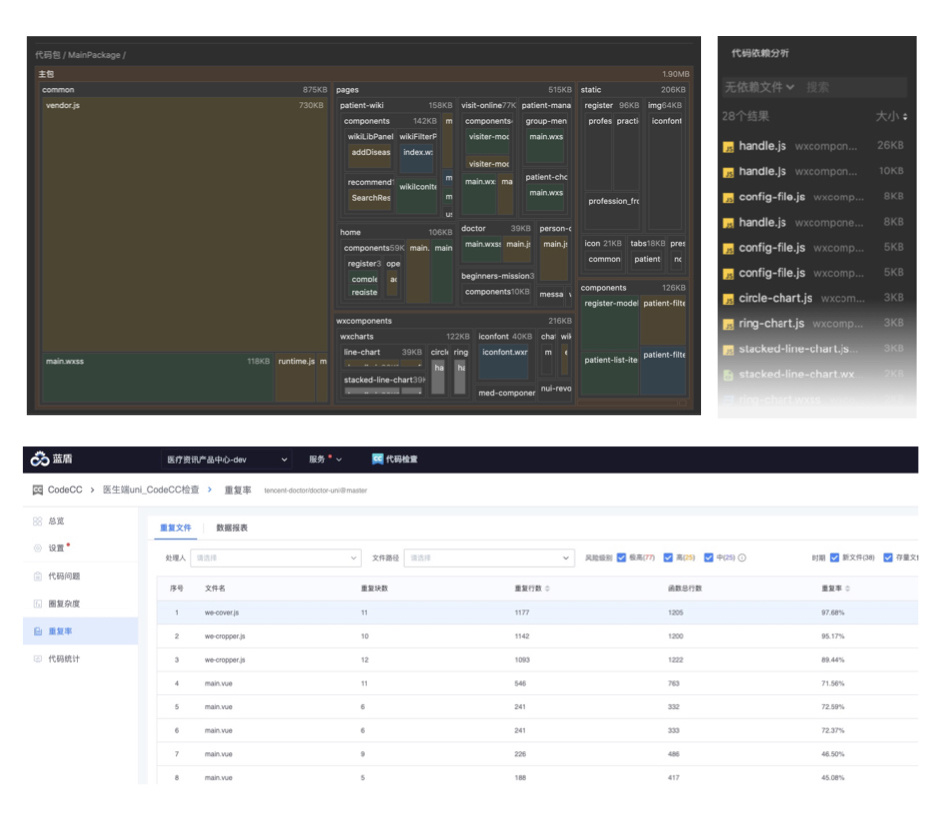 代码包 / MainPackage /
主包 1.90MB
common 875KB
vendor.js 730KB
main.wxss 118KB runtime.js m
pages 515KB
patient-wiki 158KB visit-online77K patient-mana
components 142KB m components group-men
wikiLibPanel wikiFilterP visiter-moc main.wxs
addDiseas index.wx visiter-moc
recommend wikiIconIte m main.wx: ma patient-cho
SearchRes m main.wxs
home 106KB doctor 39KB person-c
components59K main. main main.wxss main.js main.js
register3 ope
comple ac beginners-mission3
registe components10KB messa
wxcomponents 216KB
wxcharts 122KB iconfont 40KB chat wik
line-chart 39KB circle ring iconfont.wxr m
ha ha
stacked-line-chart39K
med-componer nui-revo
static 206KB
register 96KB img64KB
profes practi iconfont
profession_frc
icon 21KB tabs18KB pres
common patient nc
components 126KB
register-model patient-filte
patient-list-ite patient-filte
代码依赖分析
无依赖文件 搜索
28个结果 大小
handle.js wxcompon... 26KB
handle.js wxcompon... 10KB
config-file.js wxcomp... 8KB
handle.js wxcompone... 8KB
config-file.js wxcomp... 5KB
config-file.js wxcomp... 5KB
circle-chart.js wxcom... 3KB
ring-chart.js wxcomp... 3KB
stacked-line-chart.js... 3KB
stacked-line-chart.wx 2KB
ring-chart.wxss
蓝盾 医疗资讯产品中心-dev 服务 代码检查
CodeCC > 医生端uni_CodeCC检查 > 重复率 tencent-doctor/doctor-uni@master
总览
设置
代码问题
圈复杂度
重复率
代码统计
重复文件 数据报表
处理人 请选择 文件路径 请选择 风险级别 极高(77) 高(25) 中(25) 时期 新文件(38) 存量文
序号 文件名 重复块数 重复行数 函数总行数 重复率
1 we-cover.js 11 1177 1205 97.68%
2 we-cropper.js 10 1142 1200 95.17%
3 we-cropper.js 12 1093 1222 89.44%
4 main.vue 11 546 763 71.56%
5 main.vue 6 241 332 72.59%
6 main.vue 6 241 333 72.37%
7 main.vue 9 226 486 46.50%
8 main.vue 5 188 417 45.08%